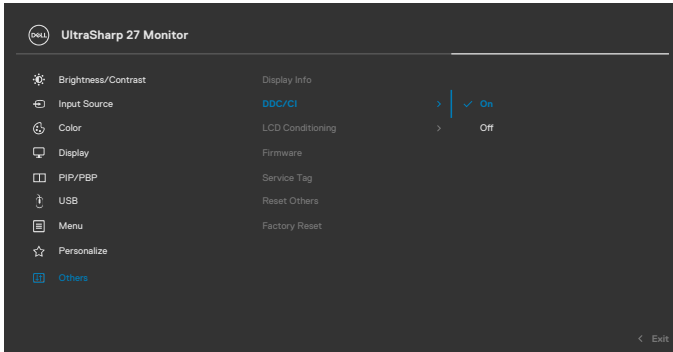 DELL UltraSharp 27 Monitor
Brightness/Contrast Display Info
Input Source DDC/CI > ✓ On
Color LCD Conditioning > Off
Display Firmware
PIP/PBP Service Tag
USB Reset Others
Menu Factory Reset
Personalize
Others
< Exit